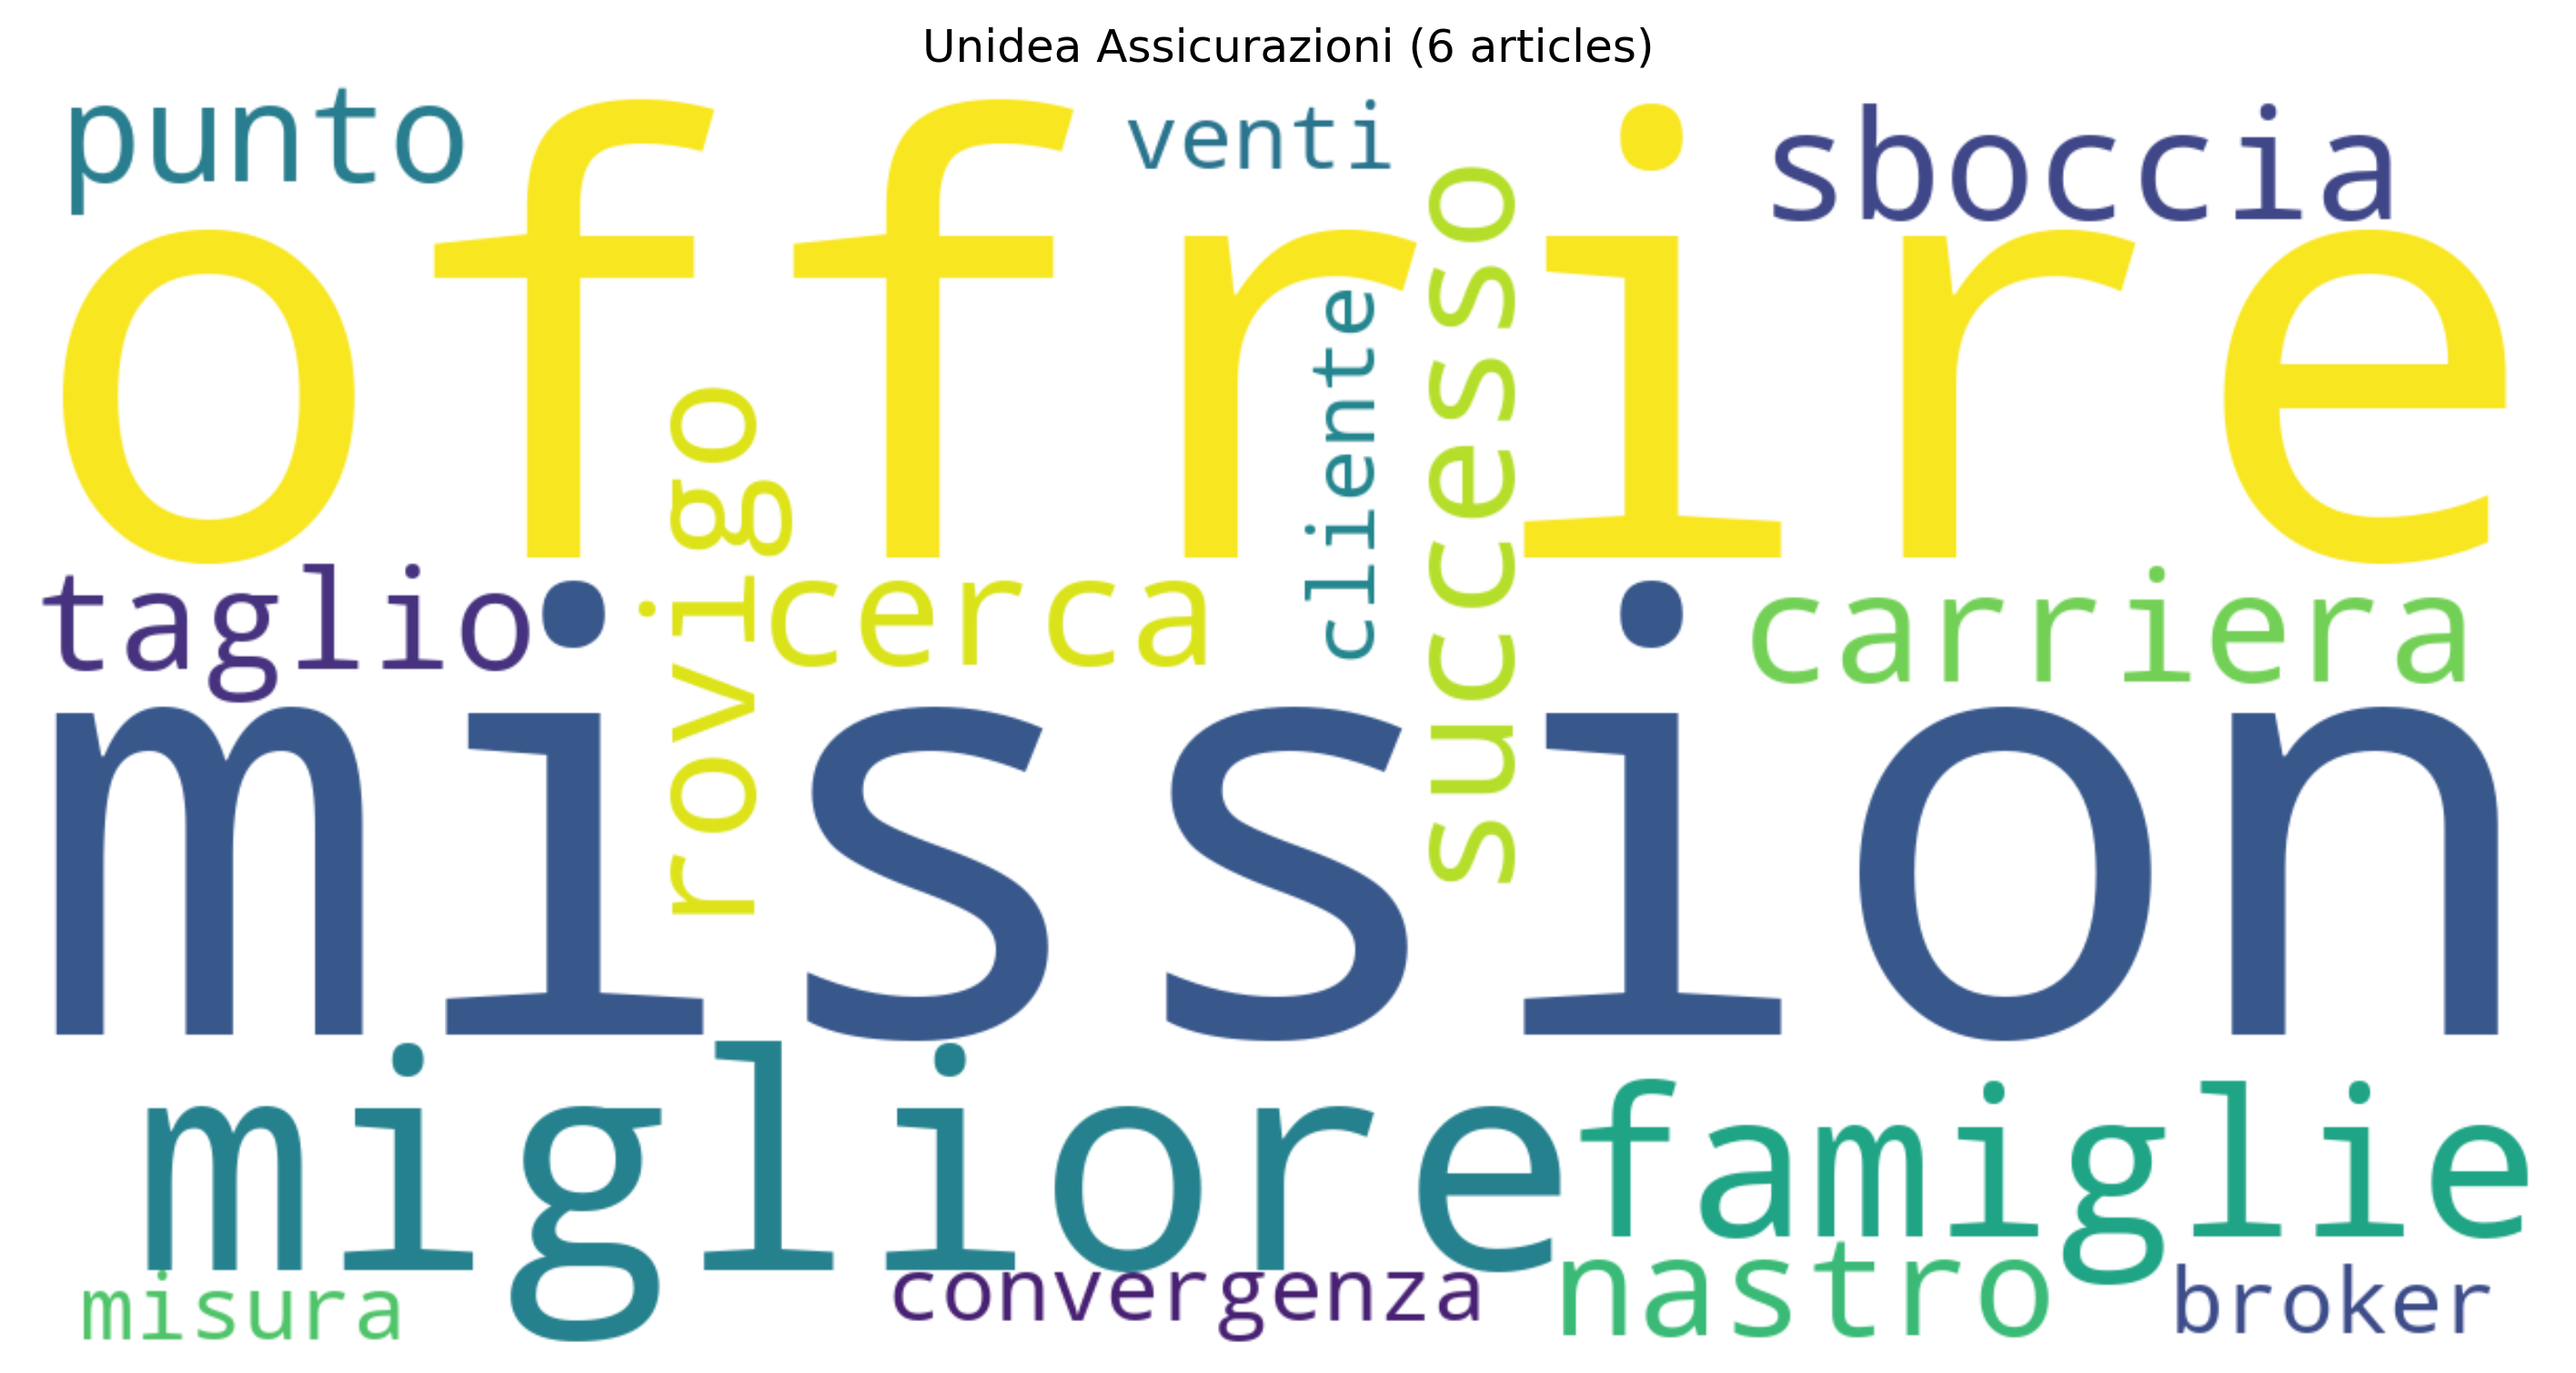 Unidea Assicurazioni (6 articles)
punto
venti
sboccia
offrire
successo
cliente
rovigo
taglio
cerca
carriera
mission
migliore
famiglie
misura
convergenza
nastro
broker